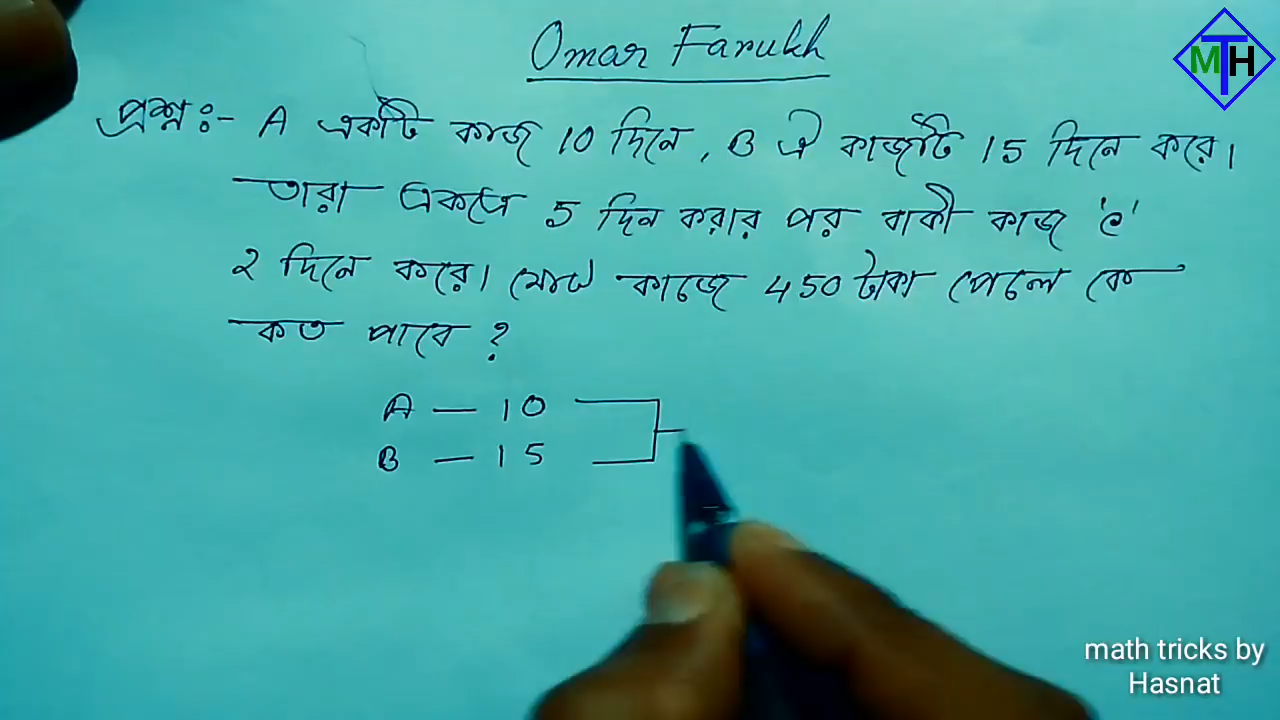 Omar Farukh
MTH
প্রশ্ন:- A একটি কাজ 10 দিনে, B ঐ কাজটি 15 দিনে করে।
তারা একত্রে 5 দিন করার পর বাকী কাজ 'C'
২ দিনে করে। মোট কাজে 450 টাকা পেলে কে
কত পাবে ?
A — 10
B — 15
math tricks by
Hasnat